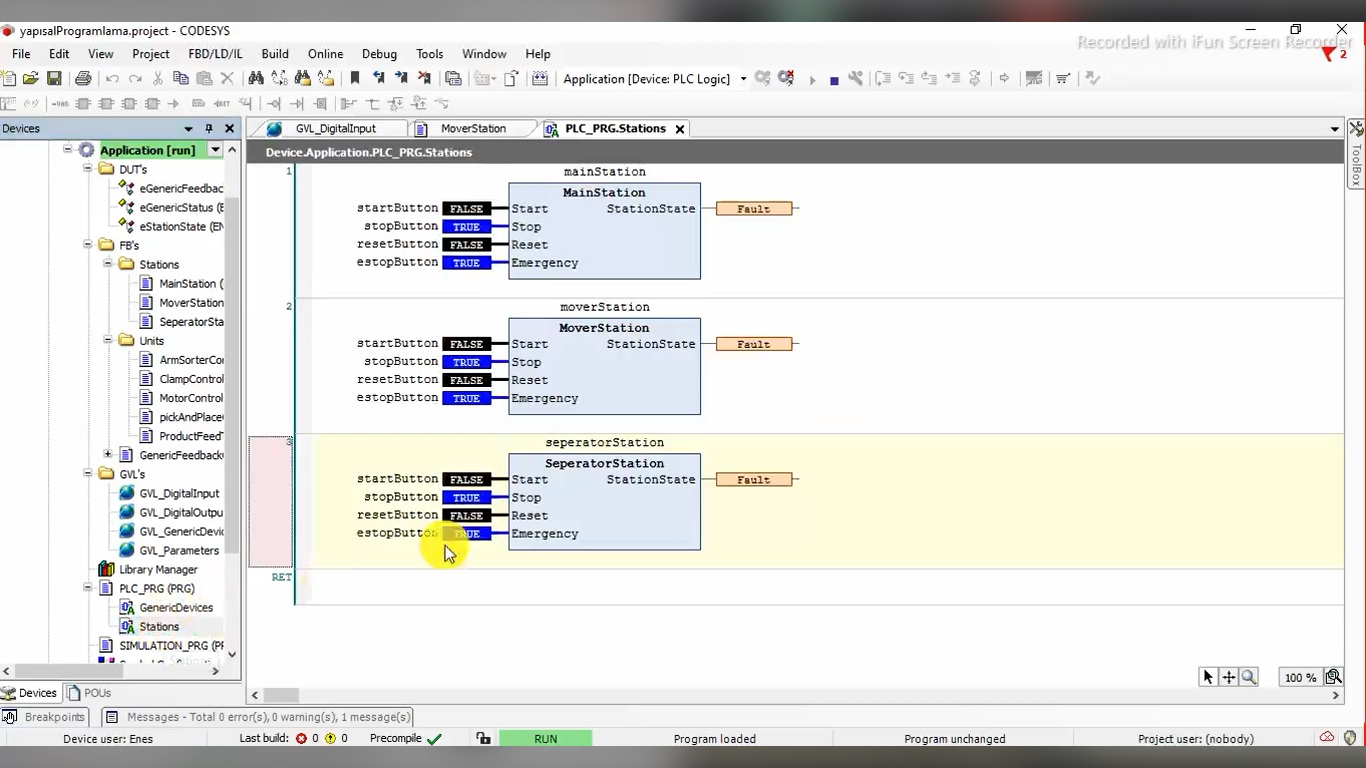 yapısalProgramlama.project - CODESYS
Recorded with iFun Screen Recorder
File Edit View Project FBD/LD/IL Build Online Debug Tools Window Help
2
Application [Device: PLC Logic]
Devices
GVL_DigitalInput MoverStation PLC_PRG.Stations
ToolBox
Device.Application.PLC_PRG.Stations
Application [run]
DUT's
eGenericFeedbac
eGenericStatus (E
eStationState (EN
FB's
Stations
MainStation (
MoverStation
SeperatorSta
Units
ArmSorterCor
ClampControl
MotorControl
pickAndPlace
ProductFeedT
GenericFeedback
GVL's
GVL_DigitalInput
GVL_DigitalOutpu
GVL_GenericDevic
GVL_Parameters
Library Manager
PLC_PRG (PRG)
GenericDevices
Stations
SIMULATION_PRG (PR
Devices POUs
1
mainStation
MainStation
startButton FALSE Start StationState Fault
stopButton TRUE Stop
resetButton FALSE Reset
estopButton TRUE Emergency
2
moverStation
MoverStation
startButton FALSE Start StationState Fault
stopButton TRUE Stop
resetButton FALSE Reset
estopButton TRUE Emergency
3
seperatorStation
SeperatorStation
startButton FALSE Start StationState Fault
stopButton TRUE Stop
resetButton FALSE Reset
estopButton TRUE Emergency
RET
100 %
Breakpoints Messages - Total 0 error(s), 0 warning(s), 1 message(s)
Device user: Enes Last build: 0 0 Precompile RUN Program loaded Program unchanged Project user: (nobody)